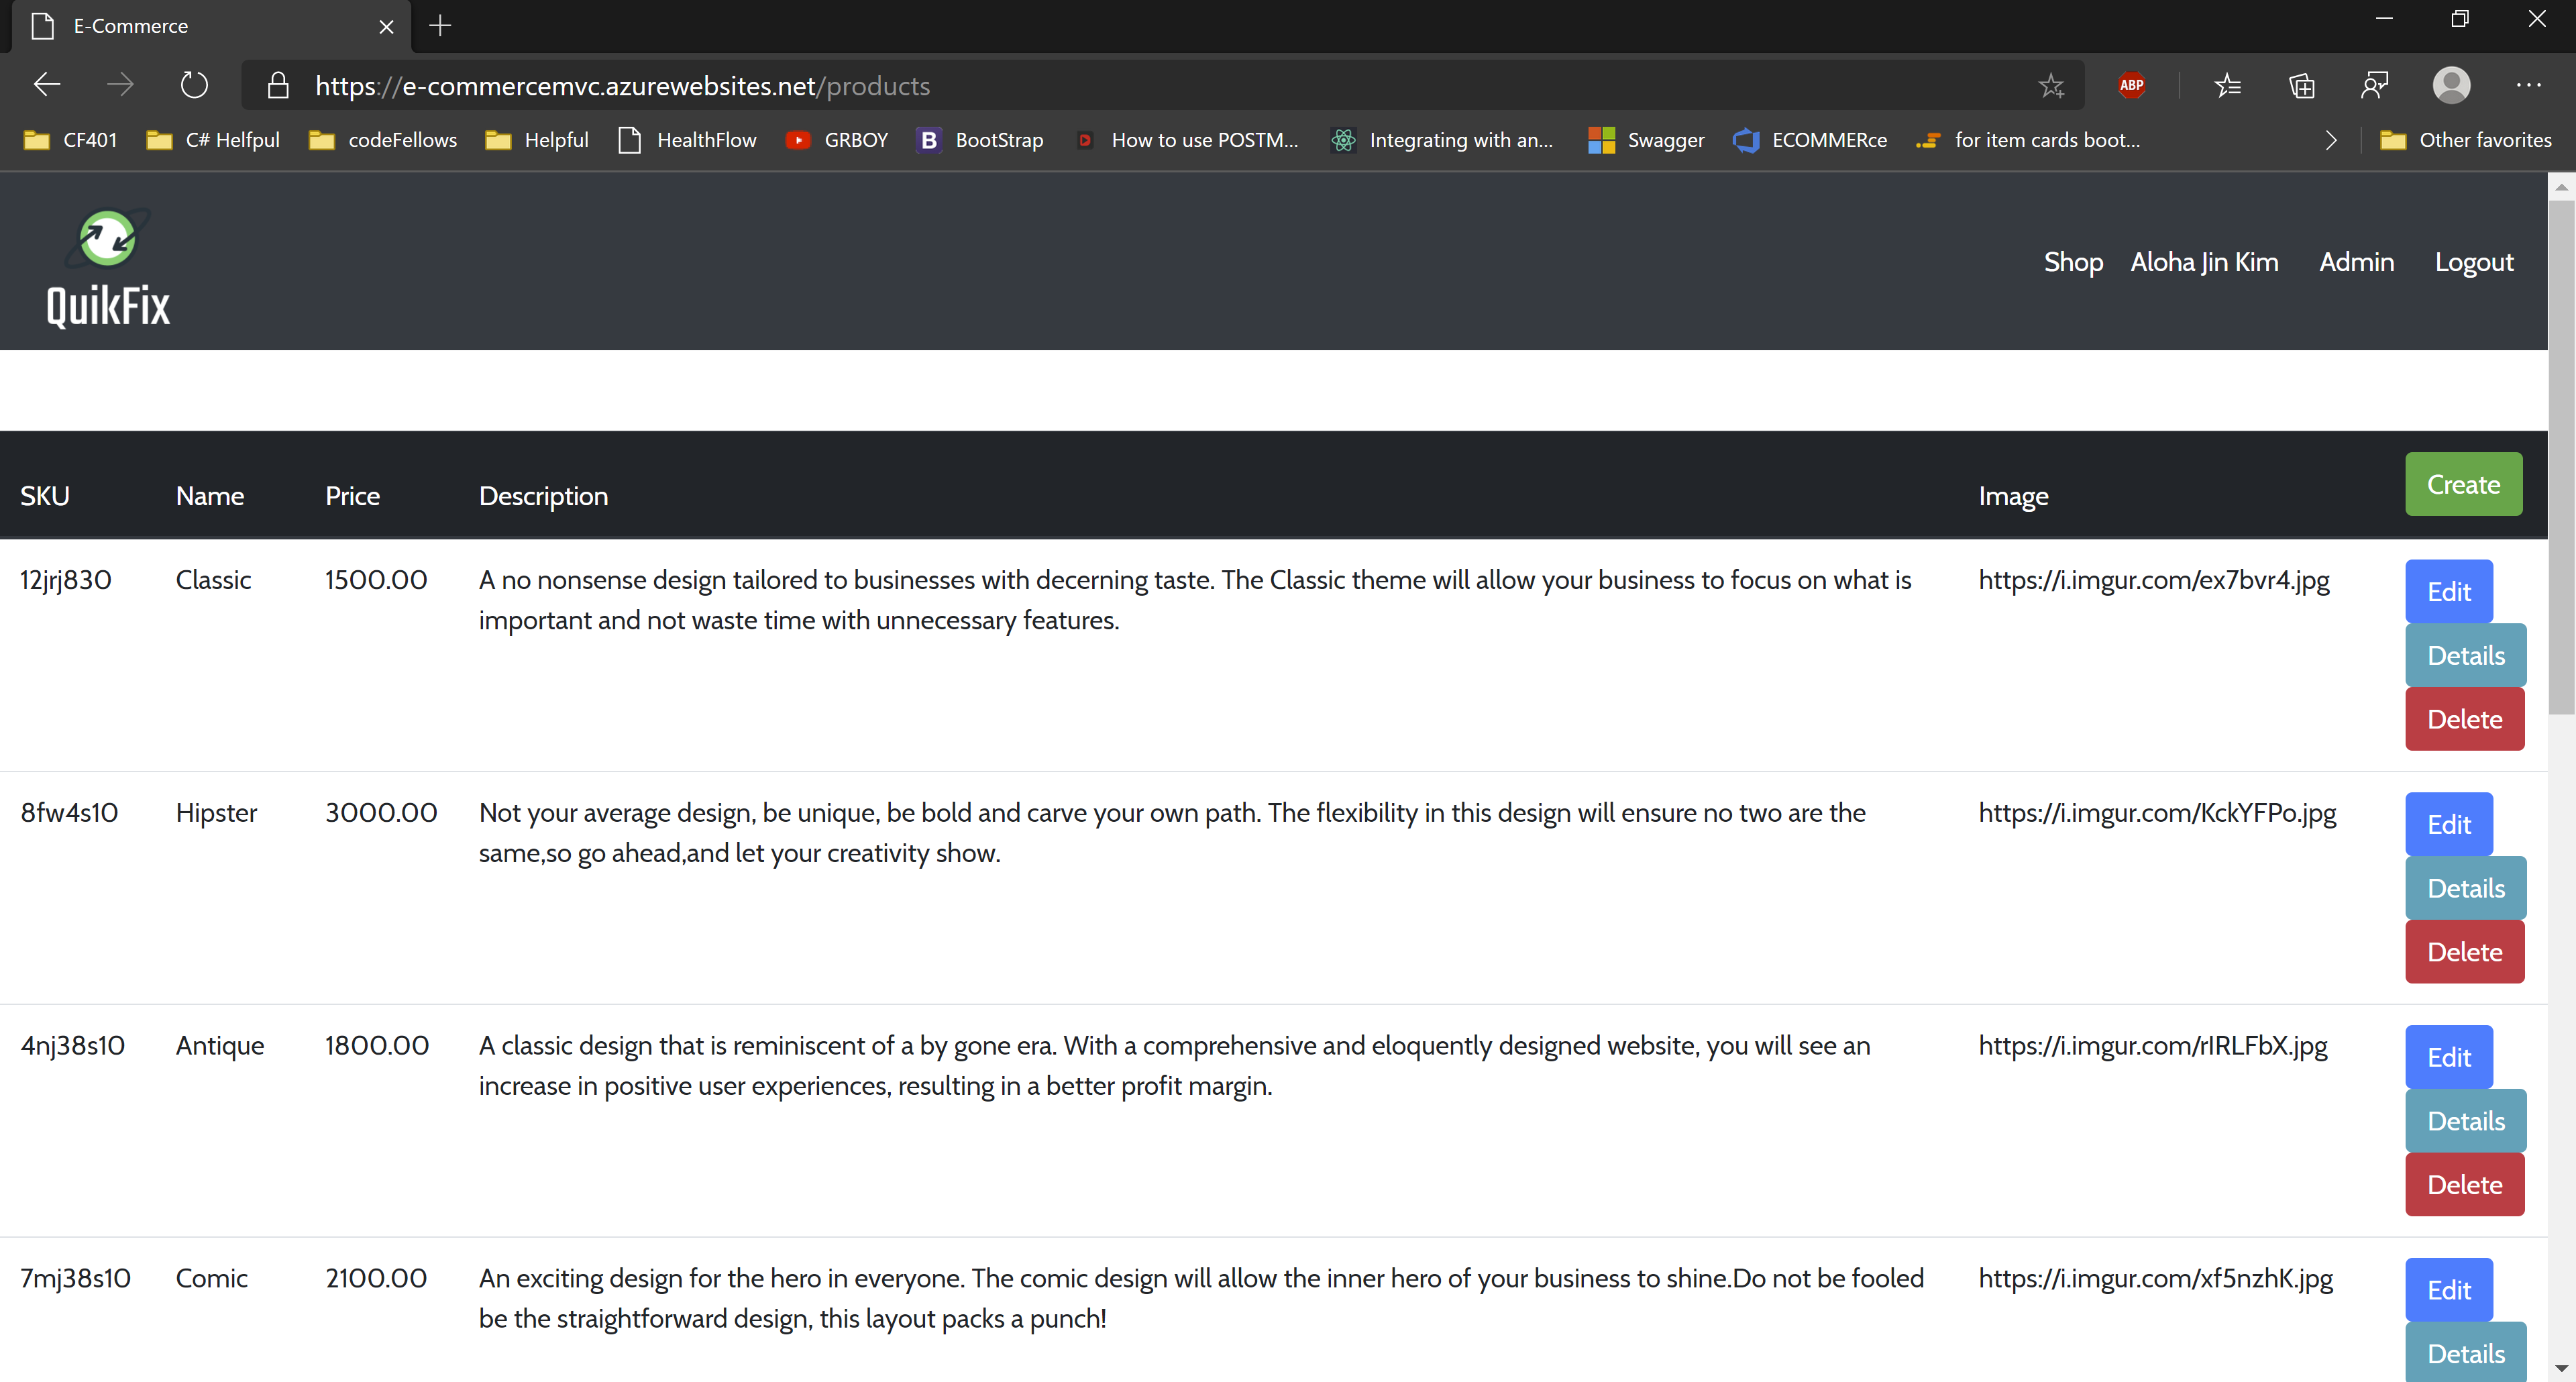 E-Commerce
https://e-commercemvc.azurewebsites.net/products
ABP
CF401 C# Helfpul codeFellows Helpful HealthFlow GRBOY B BootStrap How to use POSTM... Integrating with an... Swagger ECOMMERce for item cards boot... Other favorites
QuikFix
Shop Aloha Jin Kim Admin Logout
SKU Name Price Description Image Create
12jrj830 Classic 1500.00 A no nonsense design tailored to businesses with decerning taste. The Classic theme will allow your business to focus on what is https://i.imgur.com/ex7bvr4.jpg Edit
important and not waste time with unnecessary features.
Details
Delete
8fw4s10 Hipster 3000.00 Not your average design, be unique, be bold and carve your own path. The flexibility in this design will ensure no two are the https://i.imgur.com/KckYFPo.jpg Edit
same,so go ahead,and let your creativity show.
Details
Delete
4nj38s10 Antique 1800.00 A classic design that is reminiscent of a by gone era. With a comprehensive and eloquently designed website, you will see an https://i.imgur.com/rIRLFbX.jpg Edit
increase in positive user experiences, resulting in a better profit margin.
Details
Delete
7mj38s10 Comic 2100.00 An exciting design for the hero in everyone. The comic design will allow the inner hero of your business to shine.Do not be fooled https://i.imgur.com/xf5nzhK.jpg Edit
be the straightforward design, this layout packs a punch!
Details